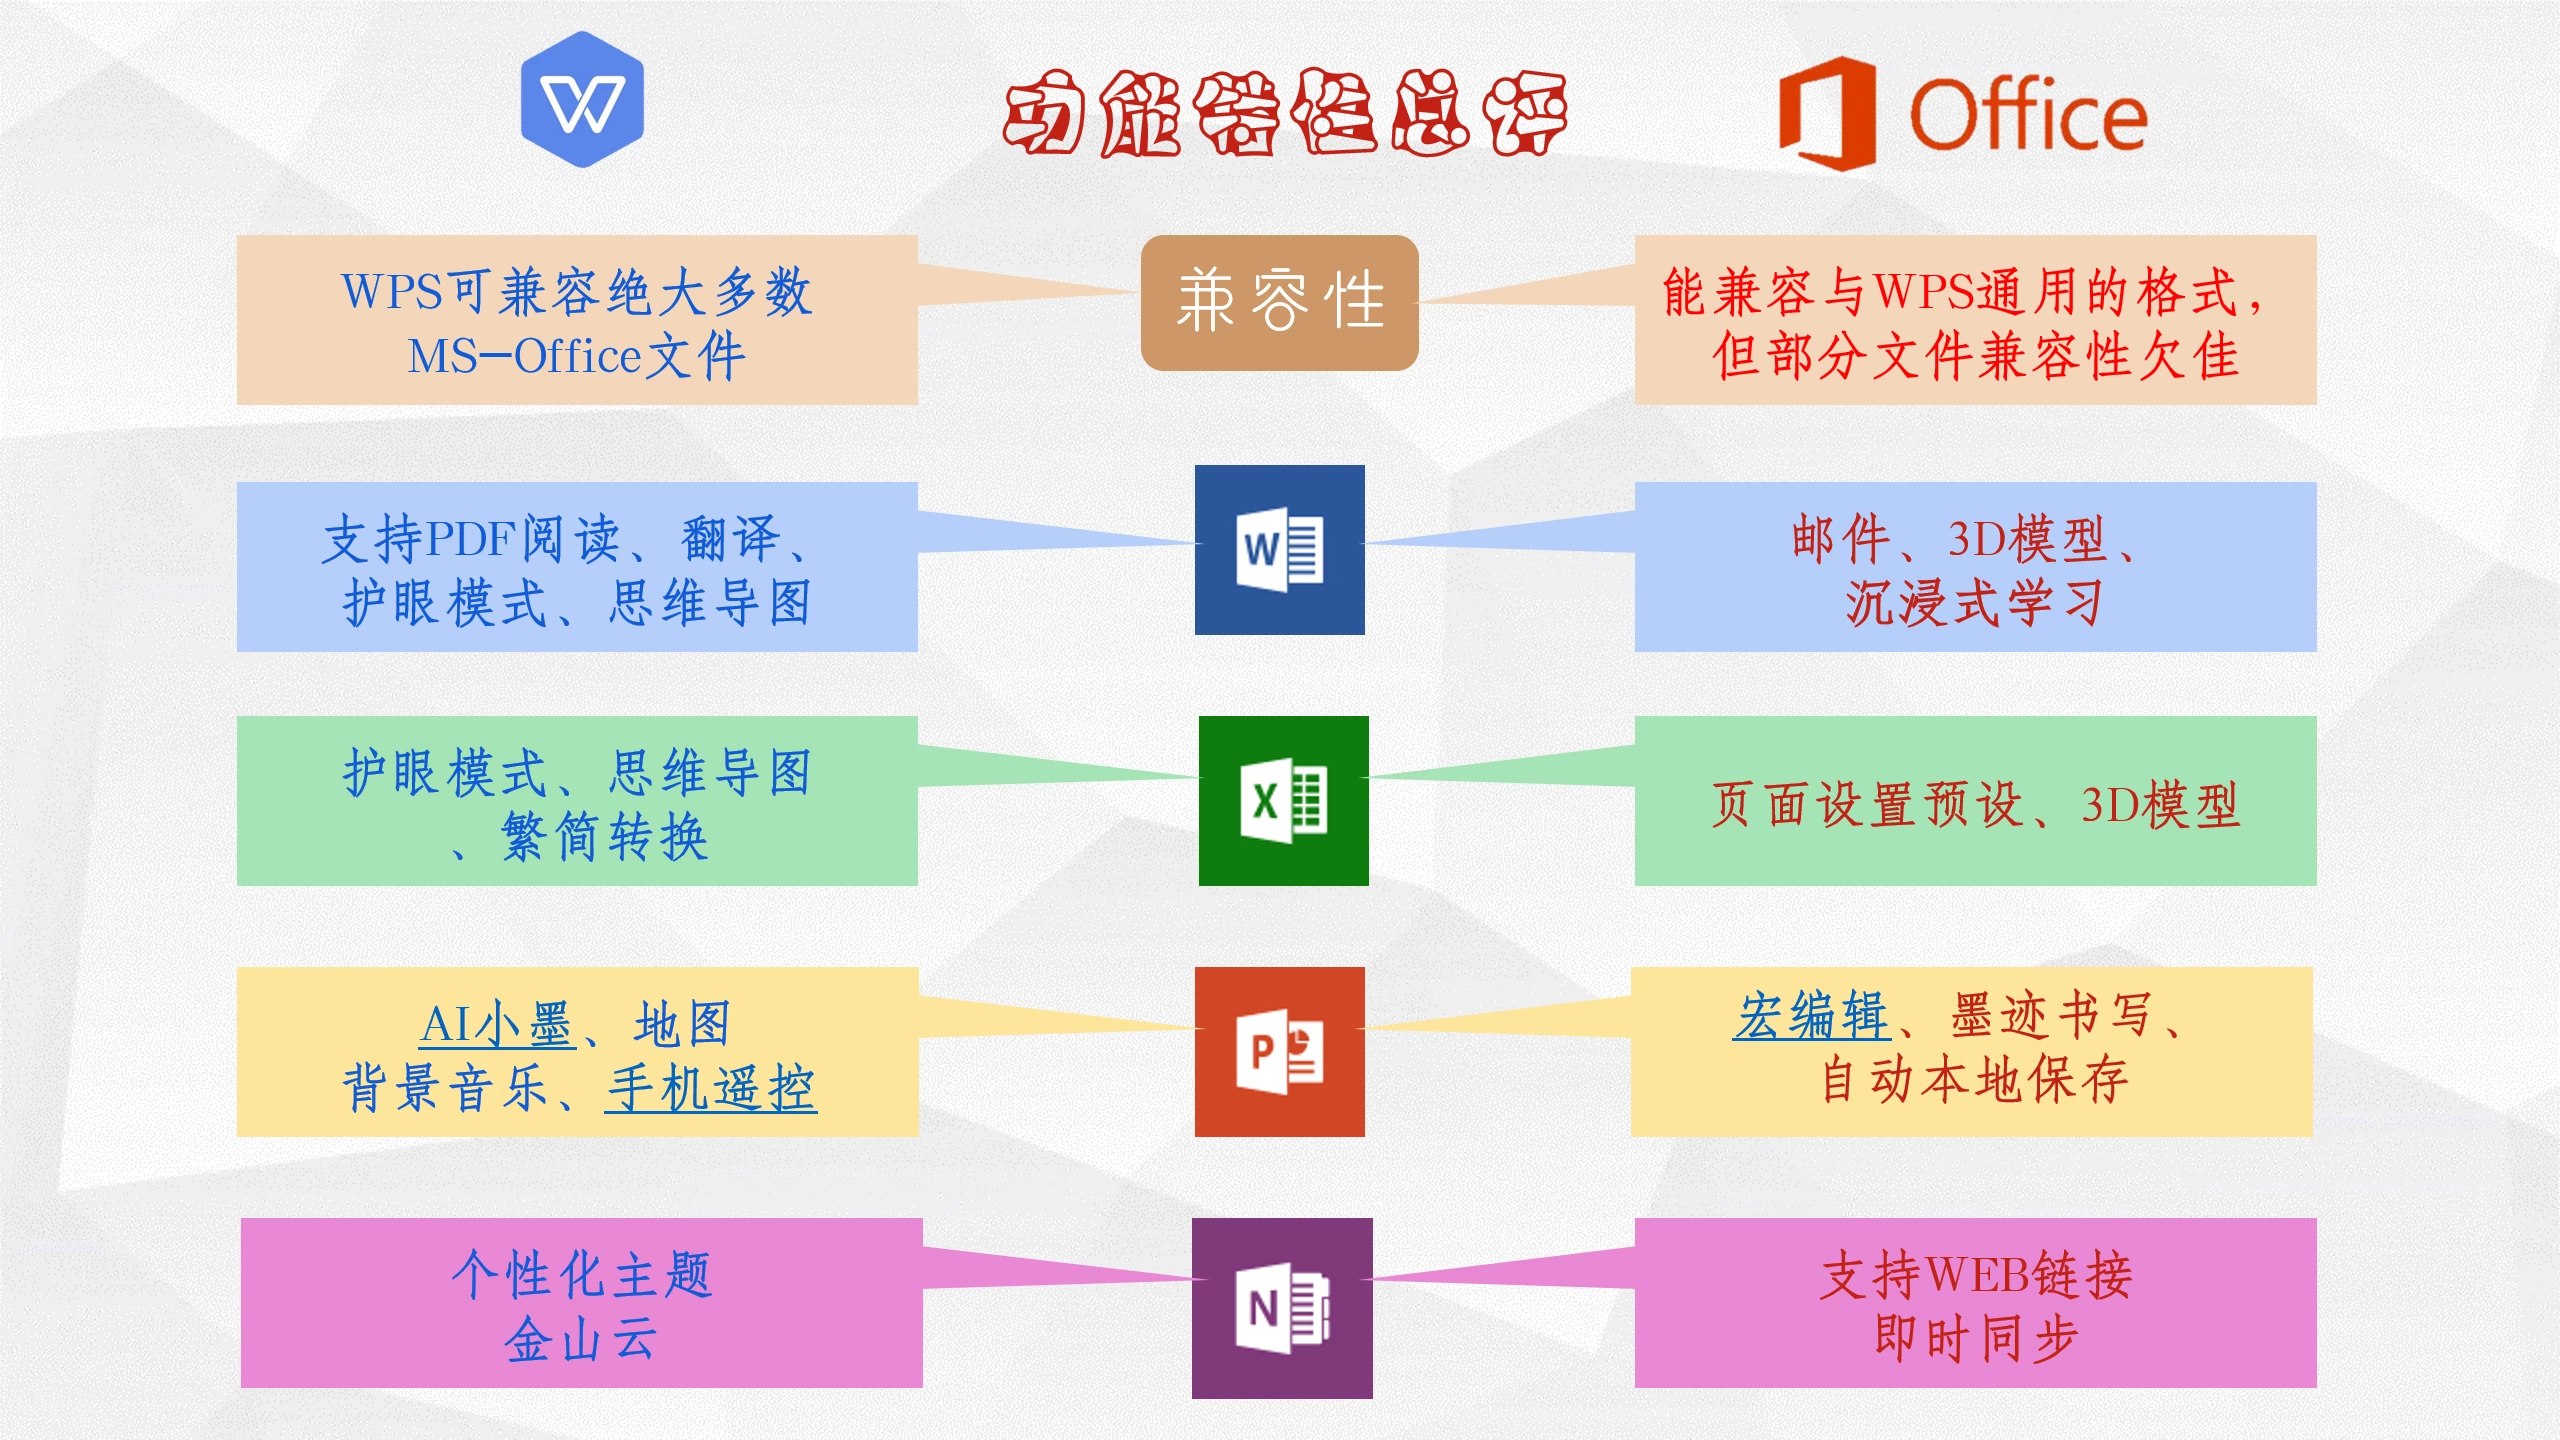 功能特性总评
Office
WPS可兼容绝大多数
MS-Office文件
兼容性
能兼容与WPS通用的格式，
但部分文件兼容性欠佳
支持PDF阅读、翻译、
护眼模式、思维导图
W
邮件、3D模型、
沉浸式学习
护眼模式、思维导图
、繁简转换
X
页面设置预设、3D模型
AI小墨、地图
背景音乐、手机遥控
P
宏编辑、墨迹书写、
自动本地保存
个性化主题
金山云
N
支持WEB链接
即时同步